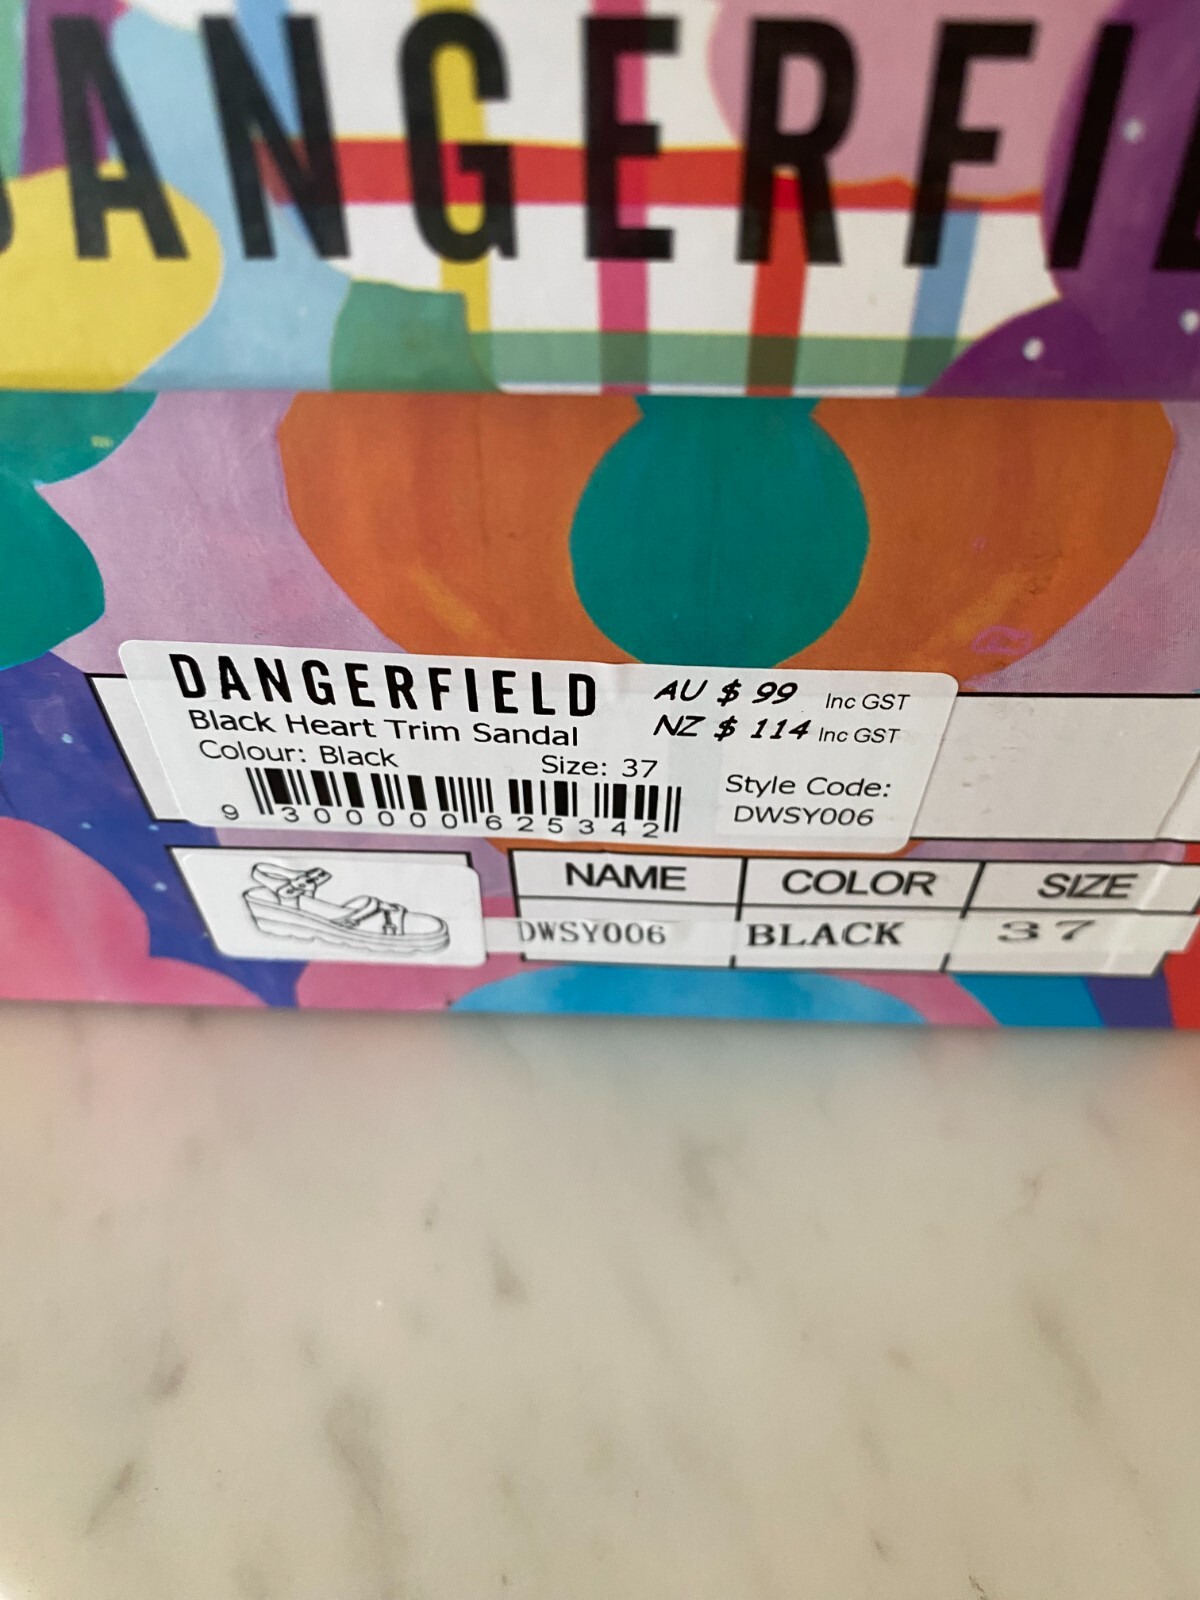 DANGERFIEL
DANGERFIELD
Black Heart Trim Sandal
Colour: Black
Size: 37
9 300000 625342
AU $ 99 Inc GST
NZ $ 114 Inc GST
Style Code:
DWSY006
NAME COLOR SIZE
DWSY006 BLACK 37